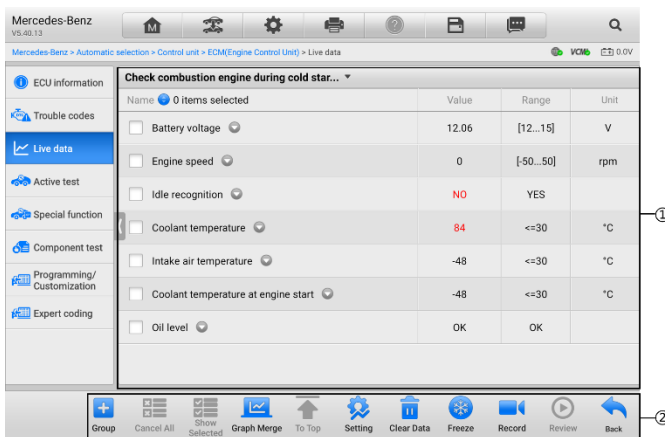 Mercedes-Benz
V5.40.13
M
?
Mercedes-Benz > Automatic selection > Control unit > ECM(Engine Control Unit) > Live data
VCMI 0.0V
ECU information
Trouble codes
Live data
Active test
Special function
Component test
Programming/
Customization
Expert coding
Check combustion engine during cold star...
Name 0 items selected Value Range Unit
Battery voltage 12.06 [12...15] V
Engine speed 0 [-50...50] rpm
Idle recognition NO YES
Coolant temperature 84 <=30 °C
Intake air temperature -48 <=30 °C
Coolant temperature at engine start -48 <=30 °C
Oil level OK OK
①
Group
Cancel All
Show
Selected
Graph Merge
To Top
Setting
Clear Data
Freeze
Record
Review
Back
②